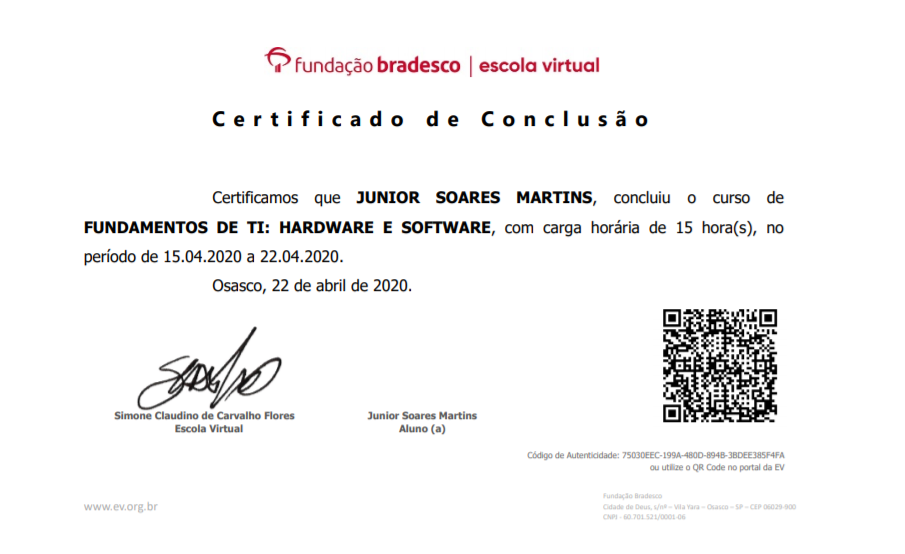 fundação bradesco | escola virtual
Certificado de Conclusão
Certificamos que JUNIOR SOARES MARTINS, concluiu o curso de
FUNDAMENTOS DE TI: HARDWARE E SOFTWARE, com carga horária de 15 hora(s), no
período de 15.04.2020 a 22.04.2020.
Osasco, 22 de abril de 2020.
Simone Claudino de Carvalho Flores
Escola Virtual
Junior Soares Martins
Aluno (a)
Código de Autenticidade: 75030EEC-199A-480D-894B-3BDEE385F4FA
ou utilize o QR Code no portal da EV
www.ev.org.br
Fundação Bradesco
Cidade de Deus, s/nº – Vila Yara – Osasco – SP – CEP 06029-900
CNPJ - 60.701.521/0001-06